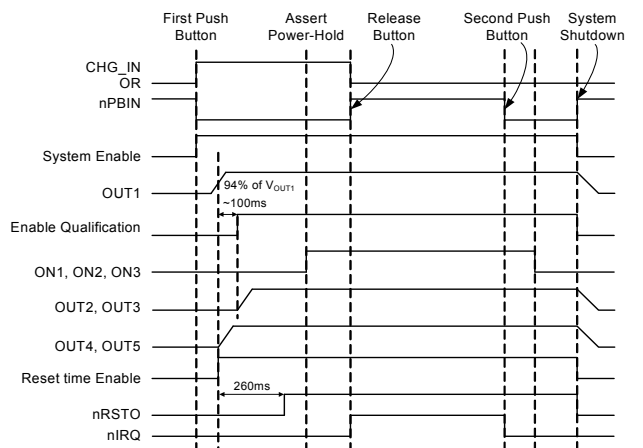 First Push
Button
Assert
Power-Hold
Release
Button
Second Push
Button
System
Shutdown
CHG_IN
OR
nPBIN
System Enable
OUT1
94% of VOUT1
~100ms
Enable Qualification
ON1, ON2, ON3
OUT2, OUT3
OUT4, OUT5
Reset time Enable
260ms
nRSTO
nIRQ